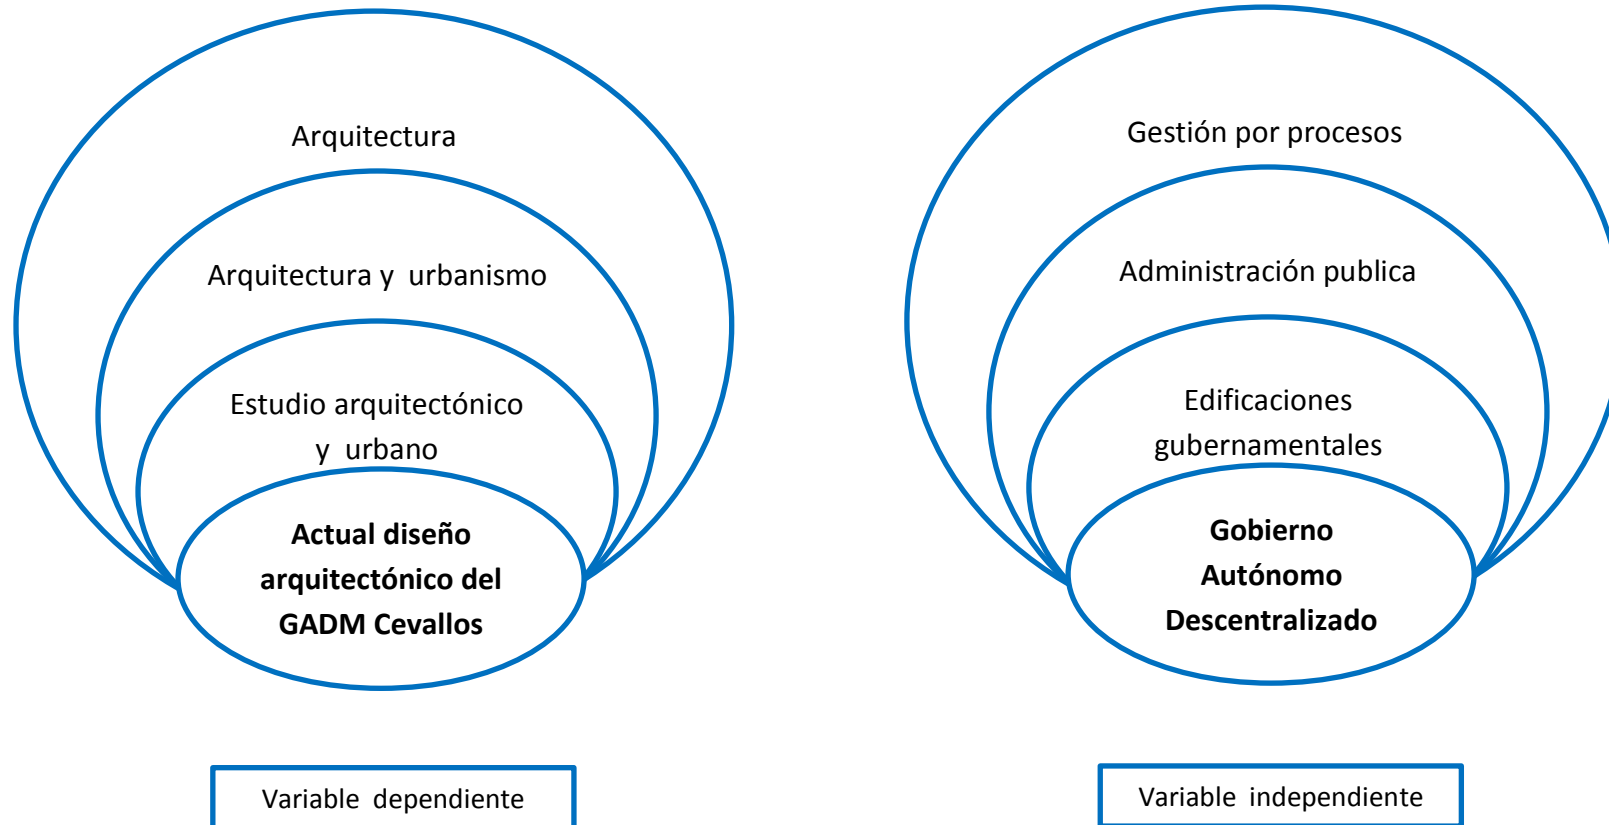 Arquitectura
Arquitectura y urbanismo
Estudio arquitectónico
y urbano
Actual diseño
arquitectónico del
GADM Cevallos
Variable dependiente
Gestión por procesos
Administración publica
Edificaciones
gubernamentales
Gobierno
Autónomo
Descentralizado
Variable independiente